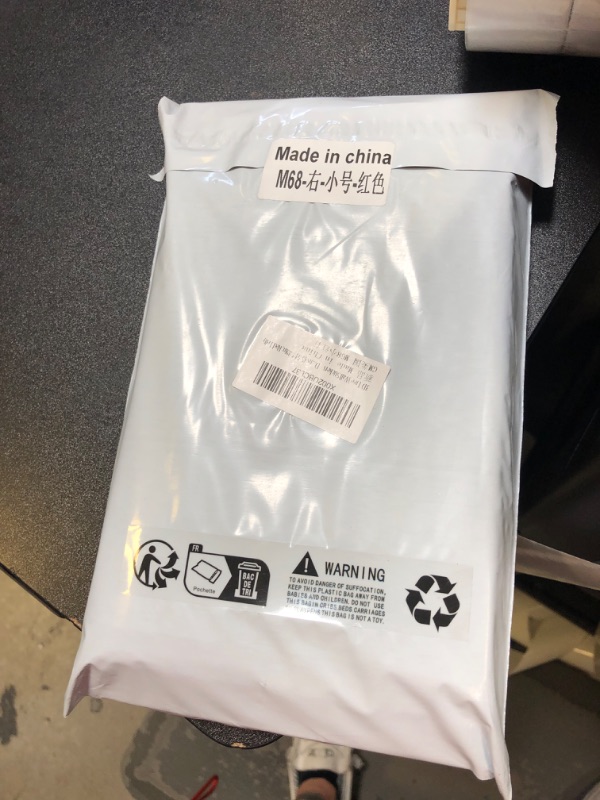 Made in china
M68-右-小号-红色
FR
Pochette
BAC
DE
TRI
WARNING
TO AVOID DANGER OF SUFFOCATION,
KEEP THIS PLASTIC BAG AWAY FROM
BABIES AND CHILDREN. DO NOT USE
THIS BAG IN CRIBS, BEDS, CARRIAGES
THIS BAG IS NOT A TOY.